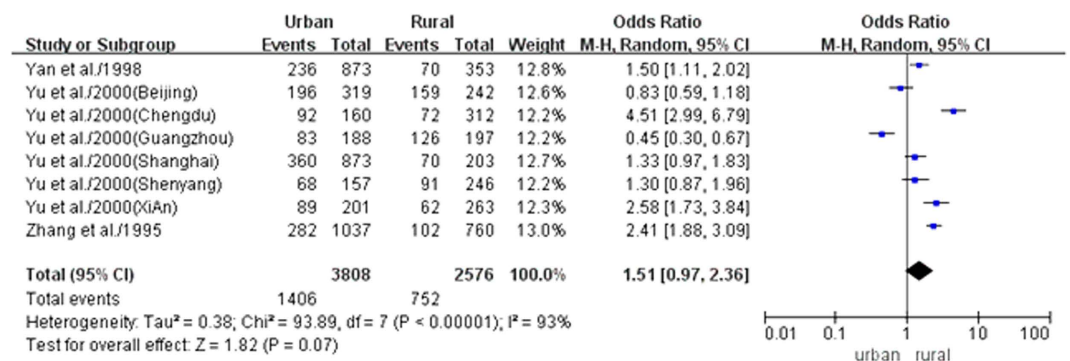 Urban Rural Odds Ratio Odds Ratio
Study or Subgroup Events Total Events Total Weight M-H, Random, 95% CI M-H, Random, 95% CI
Yan et al./1998 236 873 70 353 12.8% 1.50 [1.11, 2.02]
Yu et al./2000(Beijing) 196 319 159 242 12.6% 0.83 [0.59, 1.18]
Yu et al./2000(Chengdu) 92 160 72 312 12.2% 4.51 [2.99, 6.79]
Yu et al./2000(Guangzhou) 83 188 126 197 12.2% 0.45 [0.30, 0.67]
Yu et al./2000(Shanghai) 360 873 70 203 12.7% 1.33 [0.97, 1.83]
Yu et al./2000(Shenyang) 68 157 91 246 12.2% 1.30 [0.87, 1.96]
Yu et al./2000(XiAn) 89 201 62 263 12.3% 2.58 [1.73, 3.84]
Zhang et al./1995 282 1037 102 760 13.0% 2.41 [1.88, 3.09]
Total (95% CI) 3808 2576 100.0% 1.51 [0.97, 2.36]
Total events 1406 752
Heterogeneity: Tau² = 0.38; Chi² = 93.89, df = 7 (P < 0.00001); I² = 93%
Test for overall effect: Z = 1.82 (P = 0.07)
0.01 0.1 1 10 100
urban rural